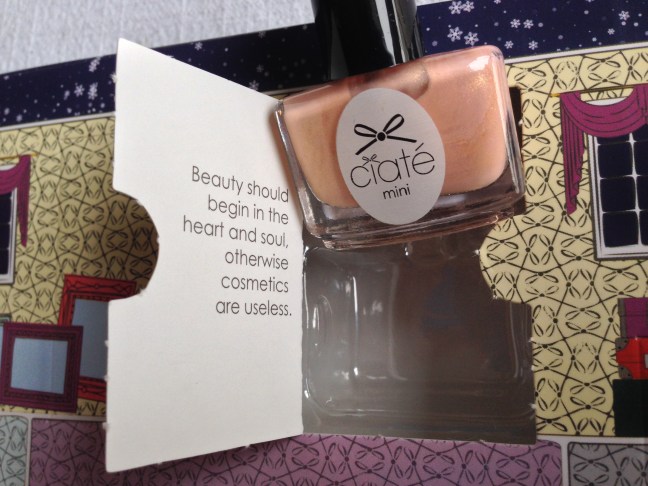 Beauty should
begin in the
heart and soul,
otherwise
cosmetics
are useless.
ciaté
mini